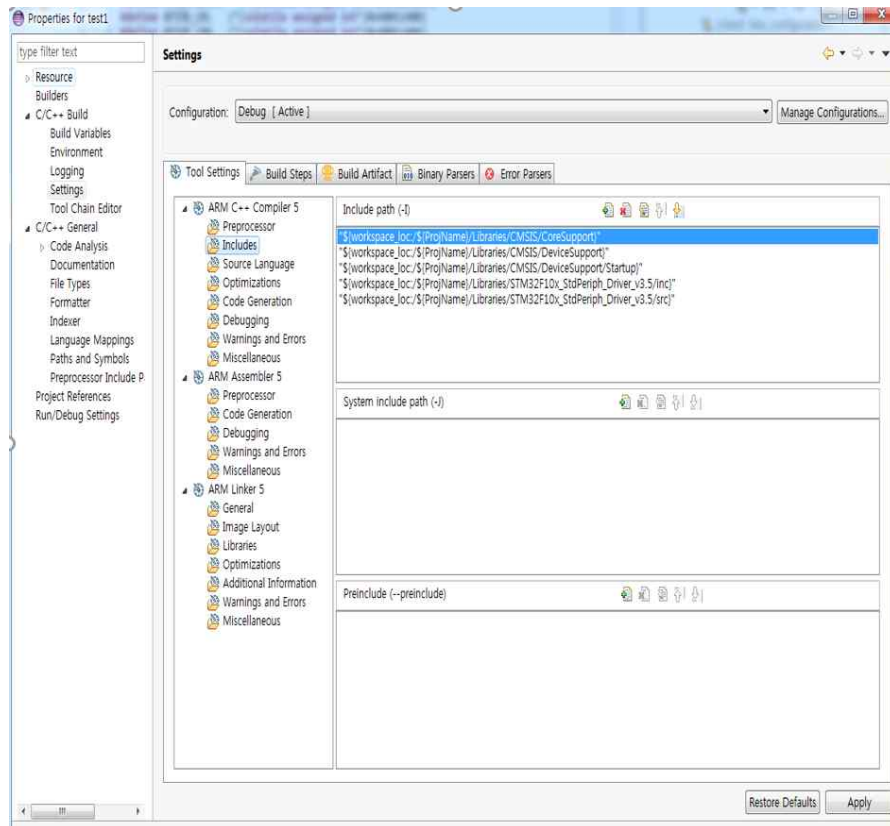 Properties for test1
type filter text
Settings
Resource
Builders
C/C++ Build
Build Variables
Environment
Logging
Settings
Tool Chain Editor
C/C++ General
Code Analysis
Documentation
File Types
Formatter
Indexer
Language Mappings
Paths and Symbols
Preprocessor Include P
Project References
Run/Debug Settings
Configuration: Debug [ Active ]
Manage Configurations...
Tool Settings Build Steps Build Artifact Binary Parsers Error Parsers
ARM C++ Compiler 5
Preprocessor
Includes
Source Language
Optimizations
Code Generation
Debugging
Warnings and Errors
Miscellaneous
ARM Assembler 5
Preprocessor
Code Generation
Debugging
Warnings and Errors
Miscellaneous
ARM Linker 5
General
Image Layout
Libraries
Optimizations
Additional Information
Warnings and Errors
Miscellaneous
Include path (-I)
"${workspace_loc:/${ProjName}/Libraries/CMSIS/CoreSupport}"
"${workspace_loc:/${ProjName}/Libraries/CMSIS/DeviceSupport}"
"${workspace_loc:/${ProjName}/Libraries/CMSIS/DeviceSupport/Startup}"
"${workspace_loc:/${ProjName}/Libraries/STM32F10x_StdPeriph_Driver_v3.5/inc}"
"${workspace_loc:/${ProjName}/Libraries/STM32F10x_StdPeriph_Driver_v3.5/src}"
System include path (-J)
Preinclude (--preinclude)
Restore Defaults Apply